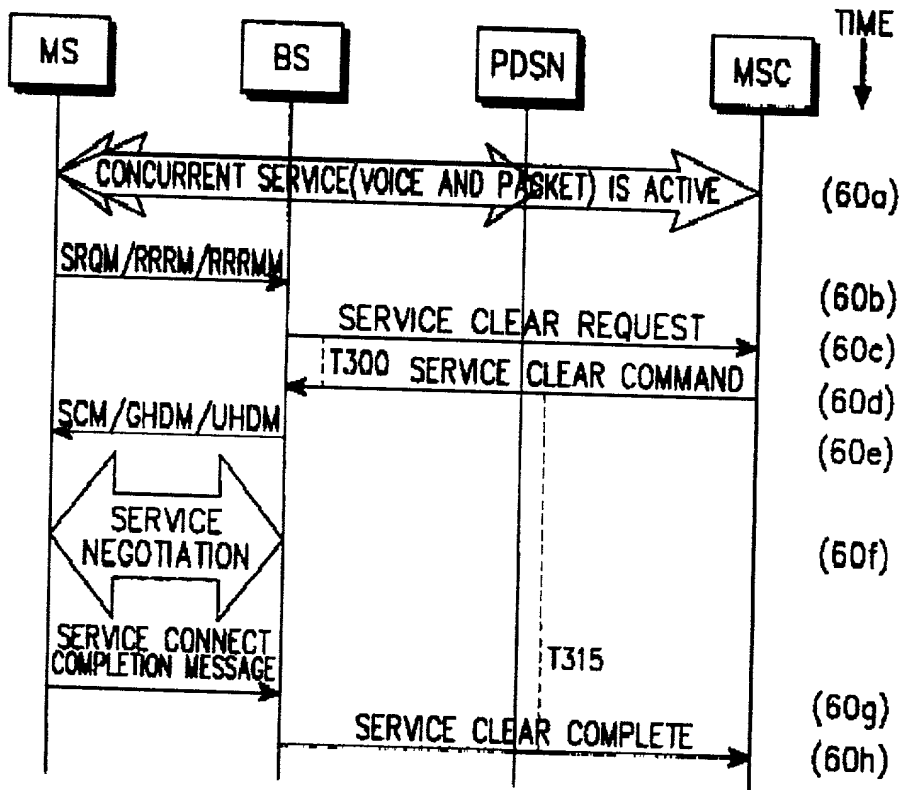 MS
BS
PDSN
MSC
TIME
CONCURRENT SERVICE(VOICE AND PACKET) IS ACTIVE
(60a)
SRQM/RRRM/RRRMM
(60b)
SERVICE CLEAR REQUEST
(60c)
T300
SERVICE CLEAR COMMAND
(60d)
SCM/GHDM/UHDM
(60e)
SERVICE
NEGOTIATION
(60f)
SERVICE CONNECT
COMPLETION MESSAGE
T315
(60g)
SERVICE CLEAR COMPLETE
(60h)